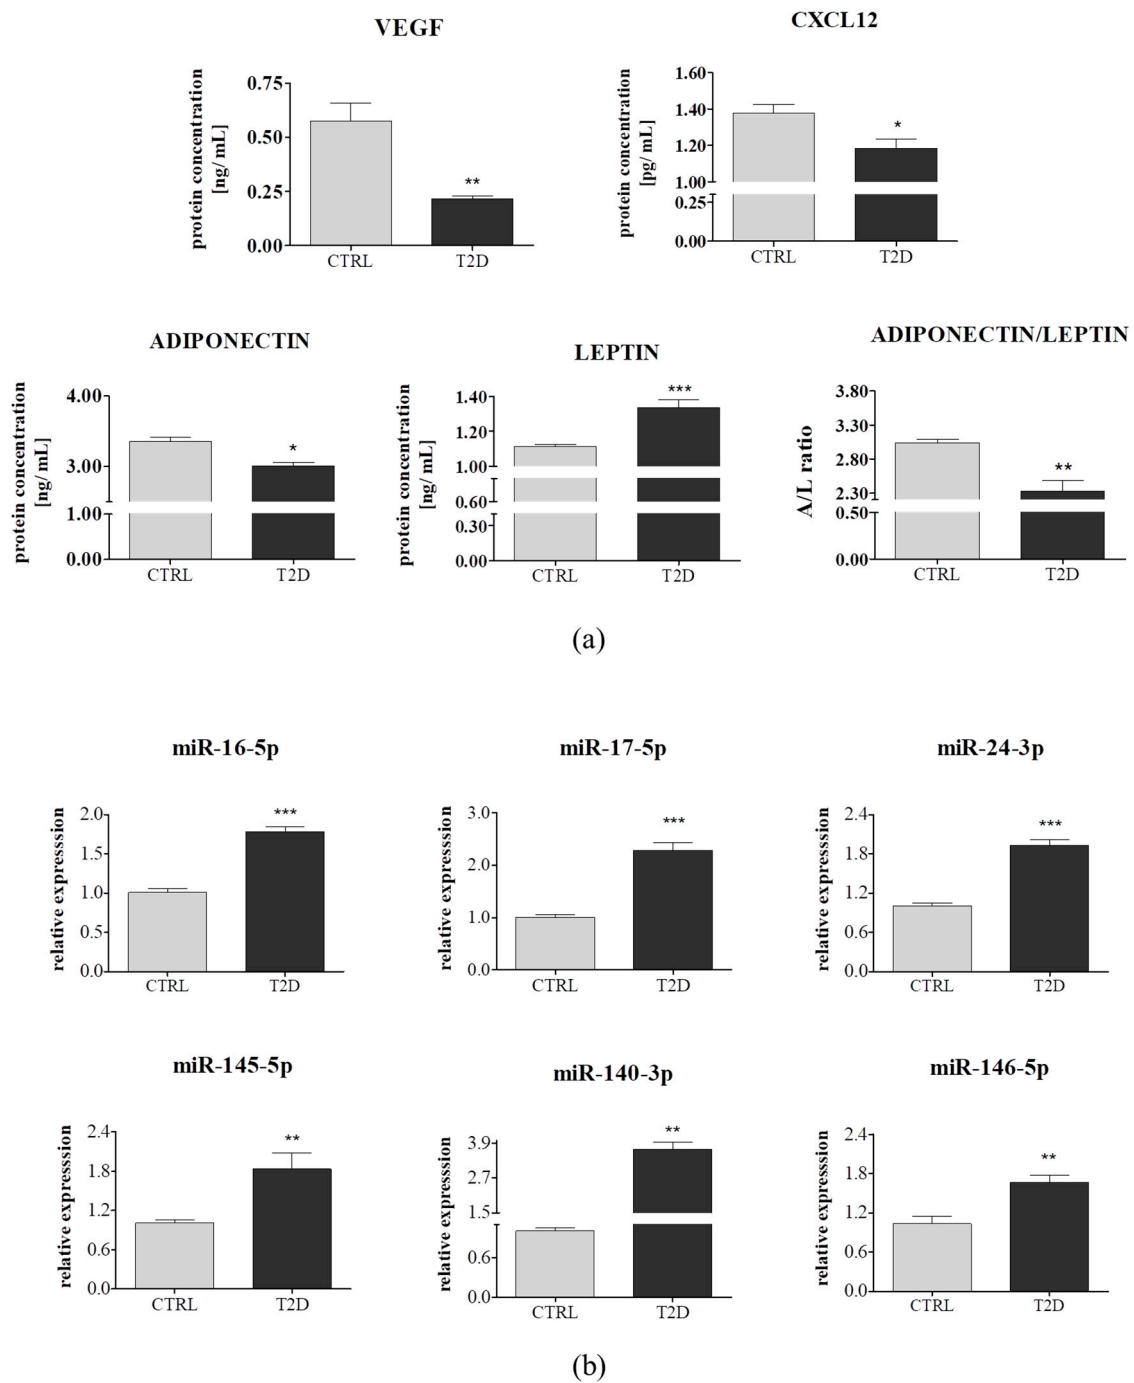 VEGF
protein concentration
[ng/ mL]
0.75
0.50
0.25
0.00
**
CTRL
T2D
CXCL12
protein concentration
[pg/ mL]
1.60
1.40
1.20
1.00
0.25
0.00
*
CTRL
T2D
ADIPONECTIN
protein concentration
[ng/ mL]
4.00
3.00
1.00
0.00
*
CTRL
T2D
LEPTIN
protein concentration
[ng/ mL]
1.40
1.20
1.00
0.60
0.30
0.00
***
CTRL
T2D
ADIPONECTIN/LEPTIN
A/L ratio
3.80
3.30
2.80
2.30
0.50
0.00
**
CTRL
T2D
(a)
miR-16-5p
relative expresssion
2.0
1.5
1.0
0.5
0.0
***
CTRL
T2D
miR-17-5p
relative expresssion
3.0
2.0
1.0
0.0
***
CTRL
T2D
miR-24-3p
relative expresssion
2.4
1.8
1.2
0.6
0.0
***
CTRL
T2D
miR-145-5p
relative expresssion
2.4
1.8
1.2
0.6
0.0
**
CTRL
T2D
miR-140-3p
relative expresssion
3.9
2.7
1.5
0.6
0.0
**
CTRL
T2D
miR-146-5p
relative expresssion
2.4
1.8
1.2
0.6
0.0
**
CTRL
T2D
(b)